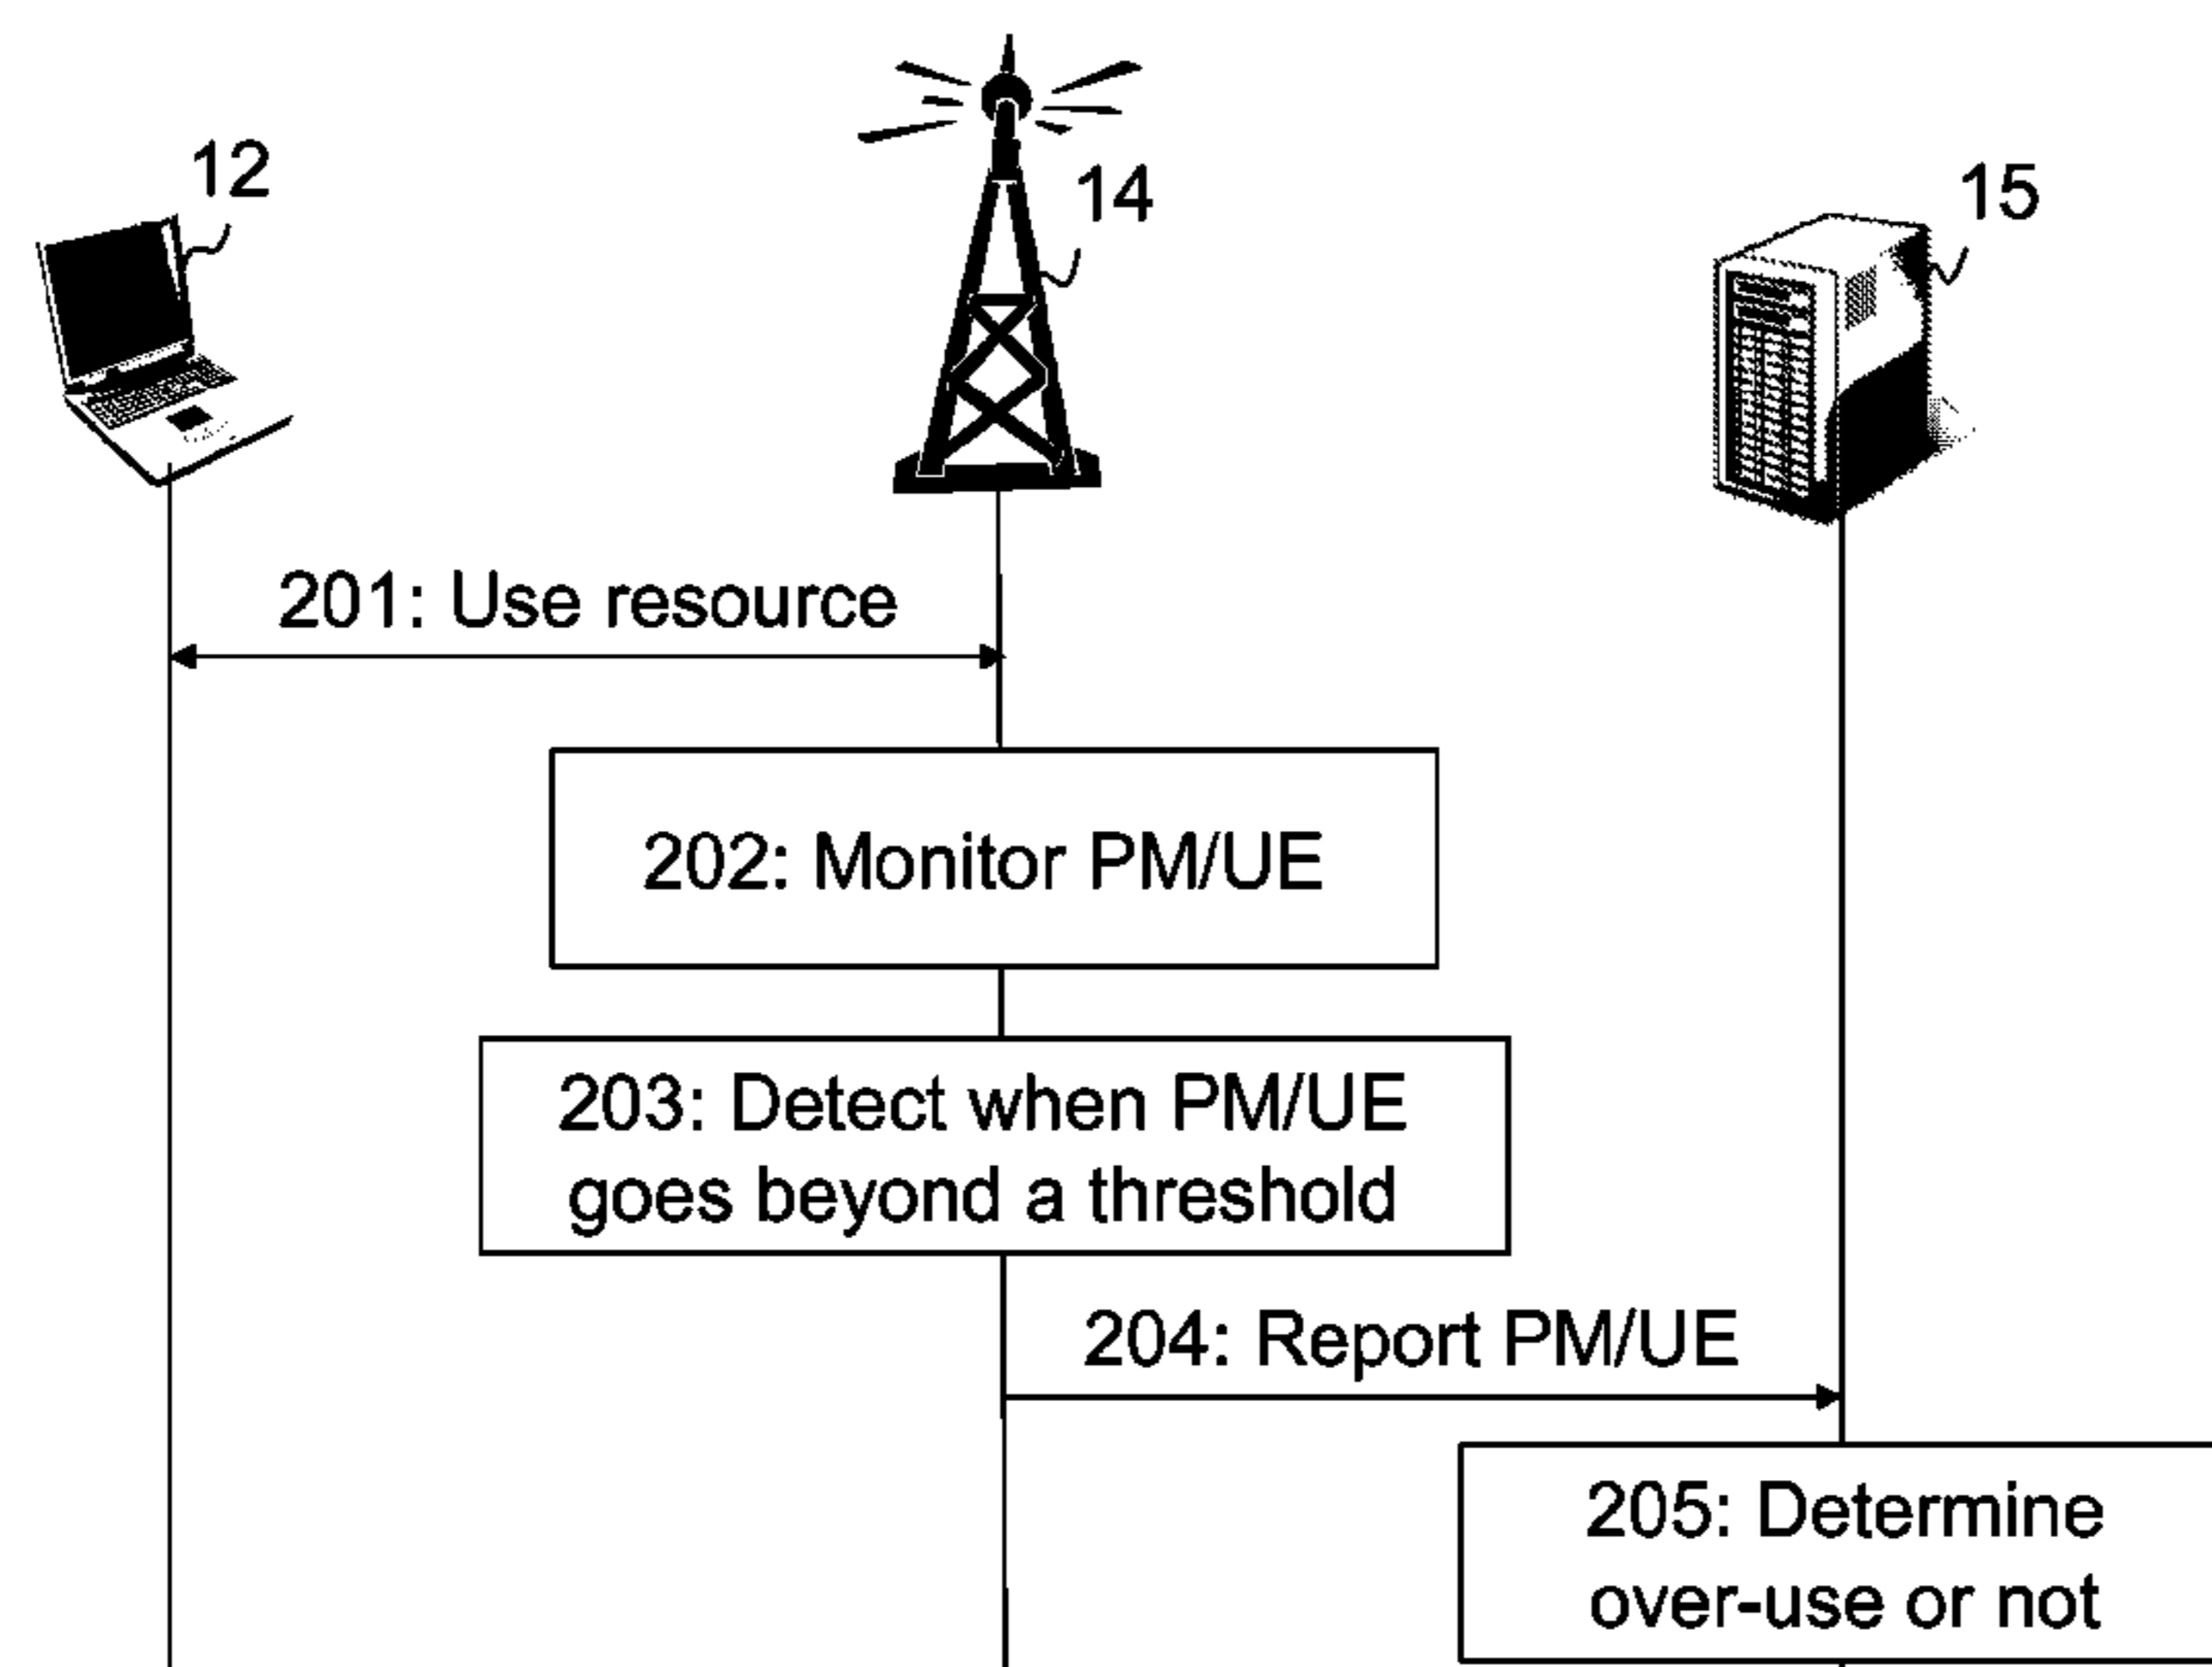 12
14
15
201: Use resource
202: Monitor PM/UE
203: Detect when PM/UE
goes beyond a threshold
204: Report PM/UE
205: Determine
over-use or not